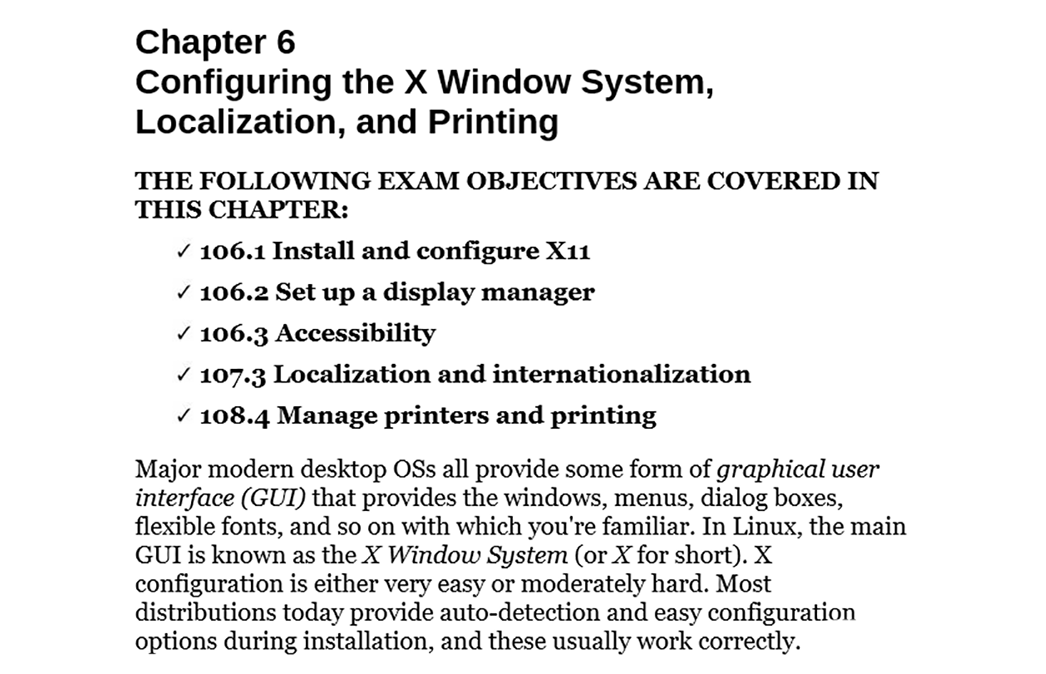 Chapter 6
Configuring the X Window System,
Localization, and Printing
THE FOLLOWING EXAM OBJECTIVES ARE COVERED IN
THIS CHAPTER:
✓ 106.1 Install and configure X11
✓ 106.2 Set up a display manager
✓ 106.3 Accessibility
✓ 107.3 Localization and internationalization
✓ 108.4 Manage printers and printing
Major modern desktop OSs all provide some form of graphical user
interface (GUI) that provides the windows, menus, dialog boxes,
flexible fonts, and so on with which you're familiar. In Linux, the main
GUI is known as the X Window System (or X for short). X
configuration is either very easy or moderately hard. Most
distributions today provide auto-detection and easy configuration
options during installation, and these usually work correctly.